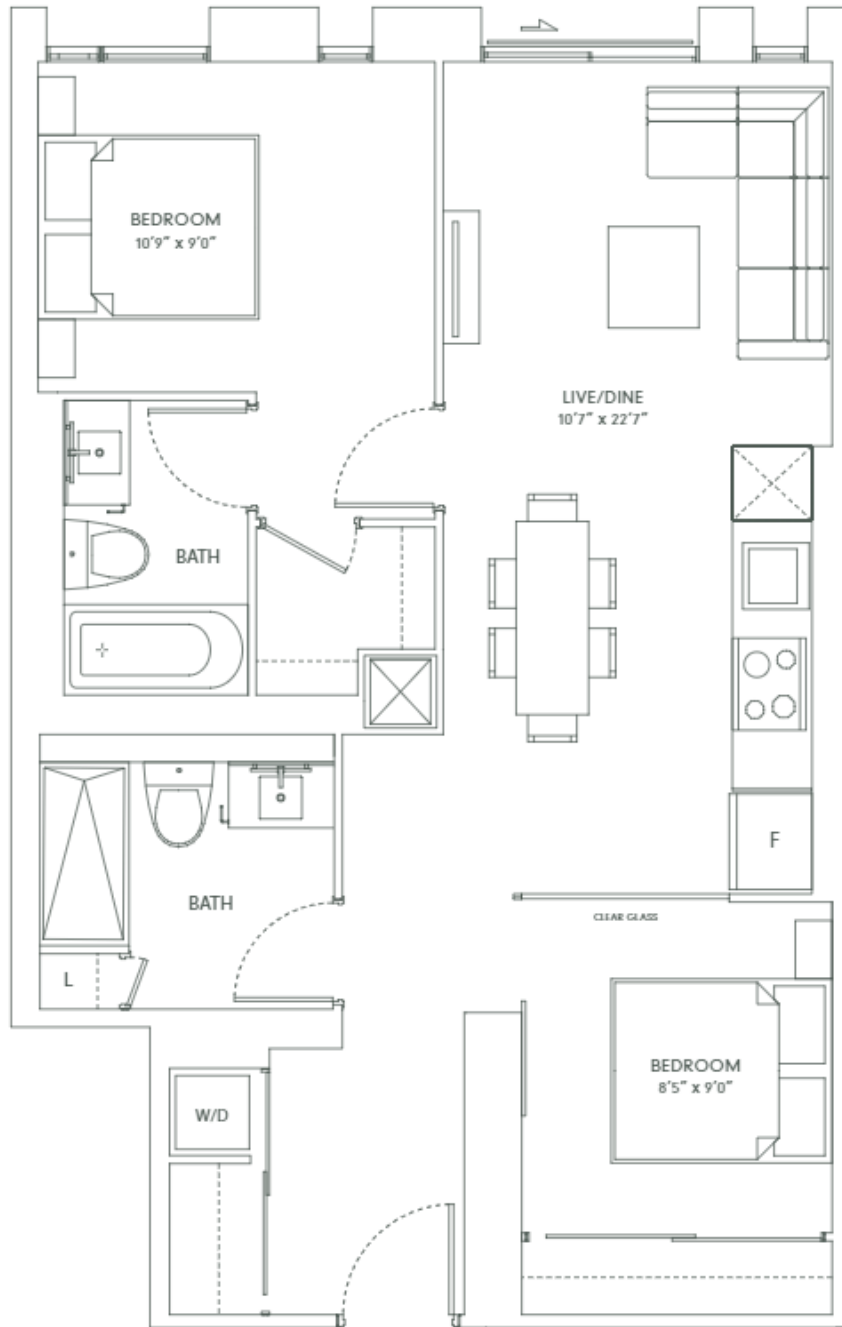 BEDROOM
10'9" x 9'0"
LIVE/DINE
10'7" x 22'7"
BATH
F
BATH
CLEAR GLASS
L
BEDROOM
8'5" x 9'0"
W/D